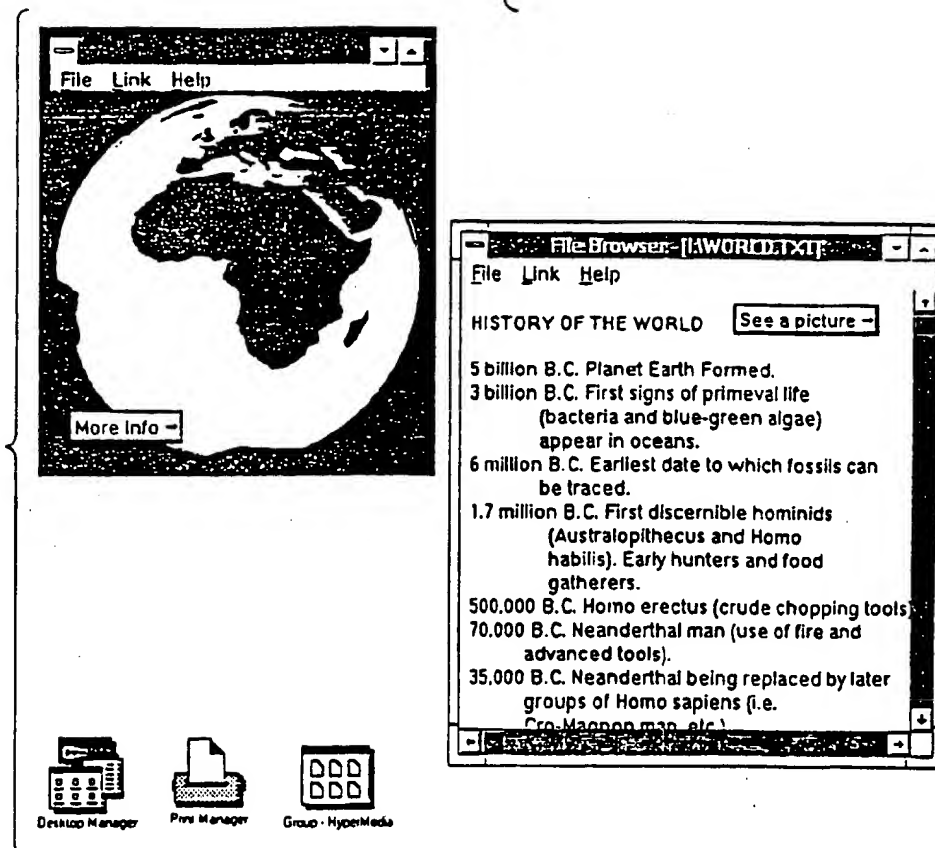 File Link Help
More Info →
File Browser - [I:\WORLD.TXT]
File Link Help
HISTORY OF THE WORLD
See a picture →
5 billion B.C. Planet Earth Formed.
3 billion B.C. First signs of primeval life
(bacteria and blue-green algae)
appear in oceans.
6 million B.C. Earliest date to which fossils can
be traced.
1.7 million B.C. First discernible hominids
(Australopithecus and Homo
habilis). Early hunters and food
gatherers.
500,000 B.C. Homo erectus (crude chopping tools)
70,000 B.C. Neanderthal man (use of fire and
advanced tools).
35,000 B.C. Neanderthal being replaced by later
groups of Homo sapiens (i.e.
Cro-Magnon man, etc.)
Desktop Manager
Print Manager
Group - HyperMedia